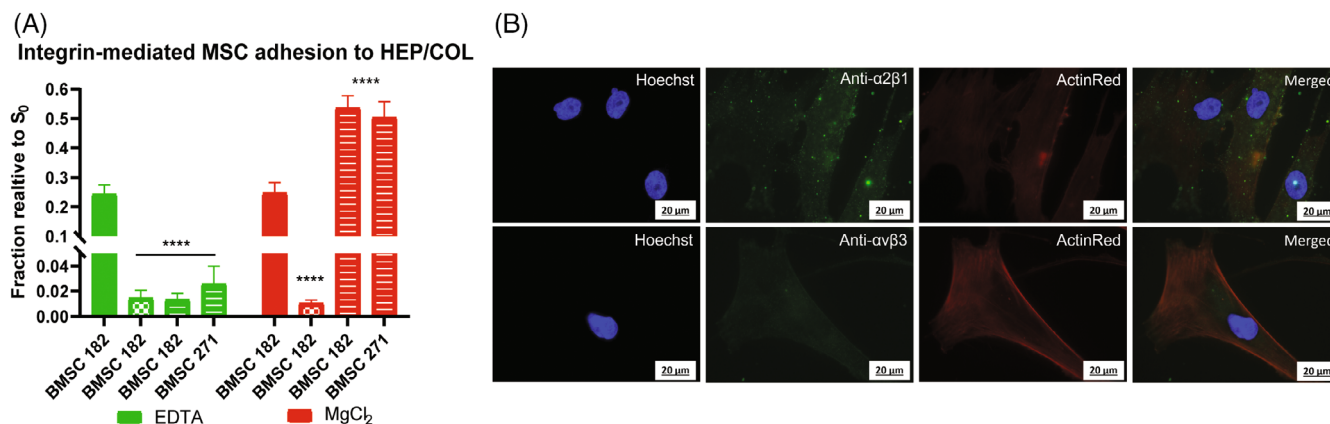 (A)
Integrin-mediated MSC adhesion to HEP/COL
Fraction realtive to S0
0.6
0.5
0.4
0.3
0.2
0.1
0.04
0.02
0.00
****
****
****
BMSC 182
BMSC 182
BMSC 182
BMSC 271
BMSC 182
BMSC 182
BMSC 182
BMSC 271
EDTA
MgCl2
(B)
Hoechst
Anti-α2β1
ActinRed
Merged
20 µm
20 µm
20 µm
20 µm
Hoechst
Anti-αvβ3
ActinRed
Merged
20 µm
20 µm
20 µm
20 µm